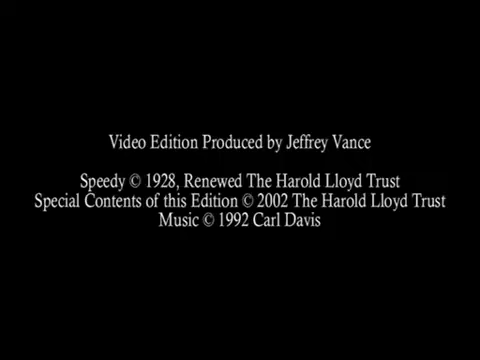 Video Edition Produced by Jeffrey Vance
Speedy © 1928, Renewed The Harold Lloyd Trust
Special Contents of this Edition © 2002 The Harold Lloyd Trust
Music © 1992 Carl Davis